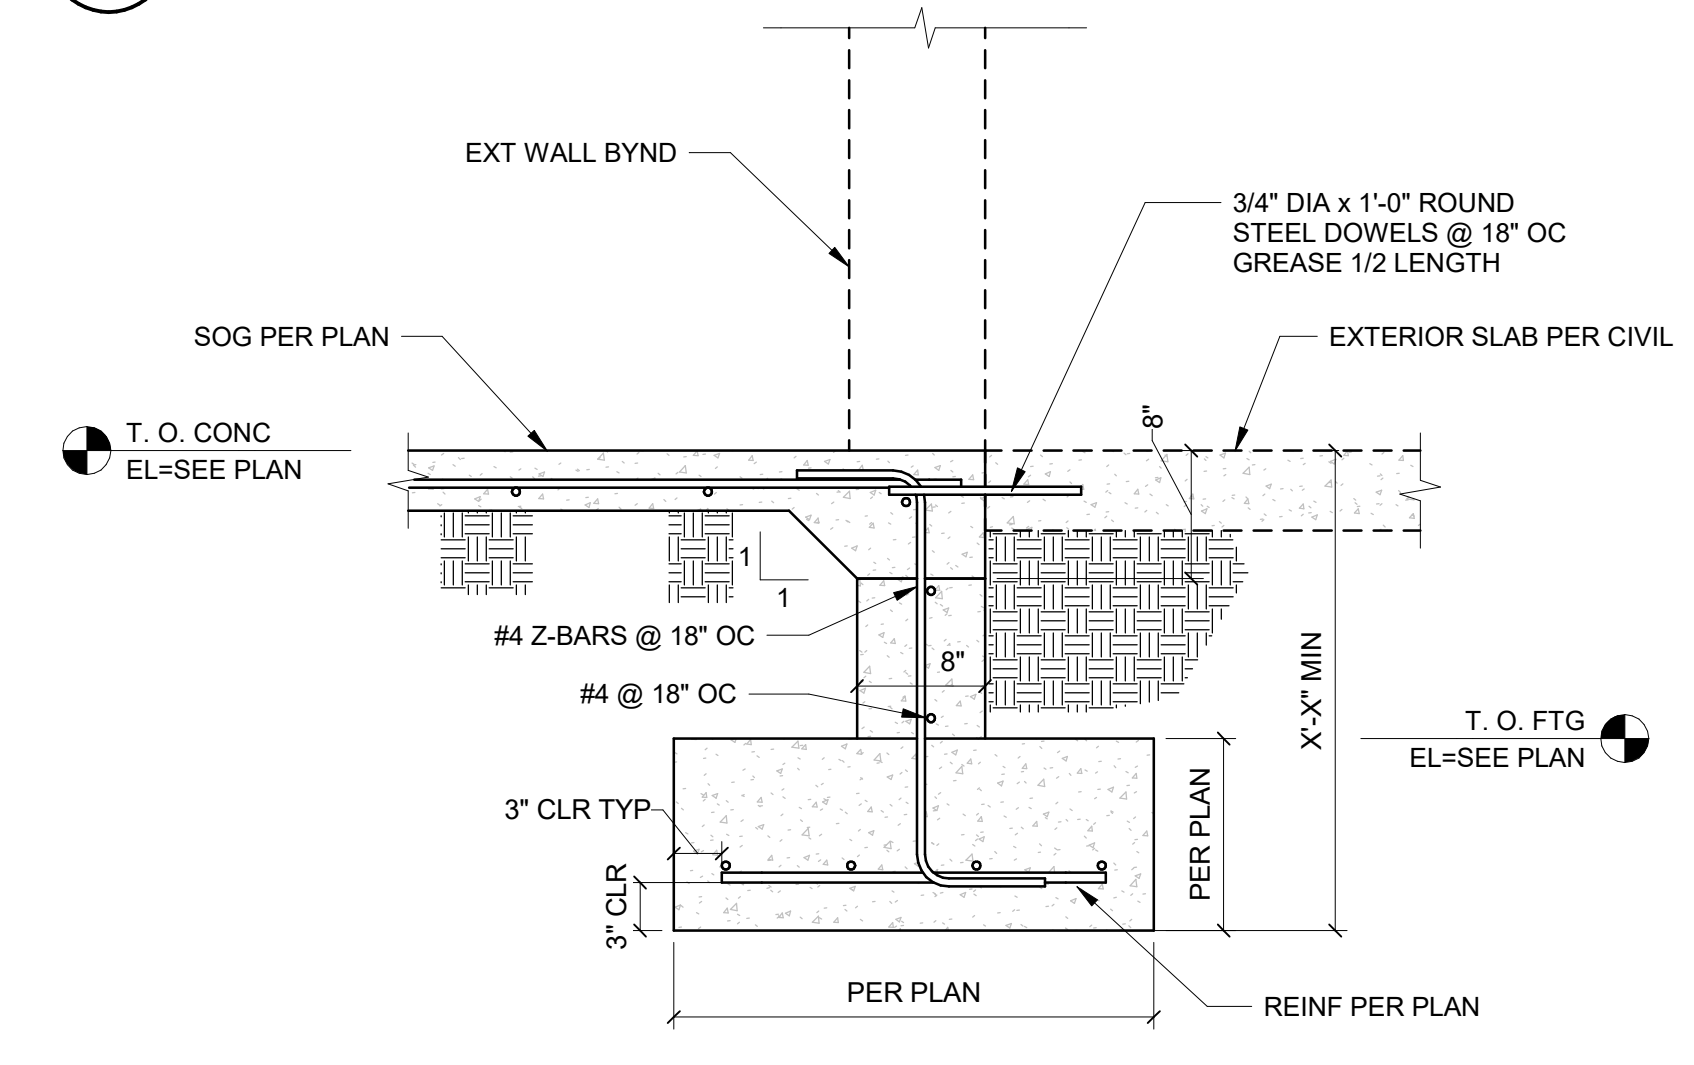 EXT WALL BYND
3/4" DIA x 1'-0" ROUND
STEEL DOWELS @ 18" OC
GREASE 1/2 LENGTH
SOG PER PLAN
EXTERIOR SLAB PER CIVIL
8"
T. O. CONC
EL=SEE PLAN
1
1
#4 Z-BARS @ 18" OC
8"
#4 @ 18" OC
X'-X" MIN
T. O. FTG
EL=SEE PLAN
3" CLR TYP
PER PLAN
3" CLR
PER PLAN
REINF PER PLAN